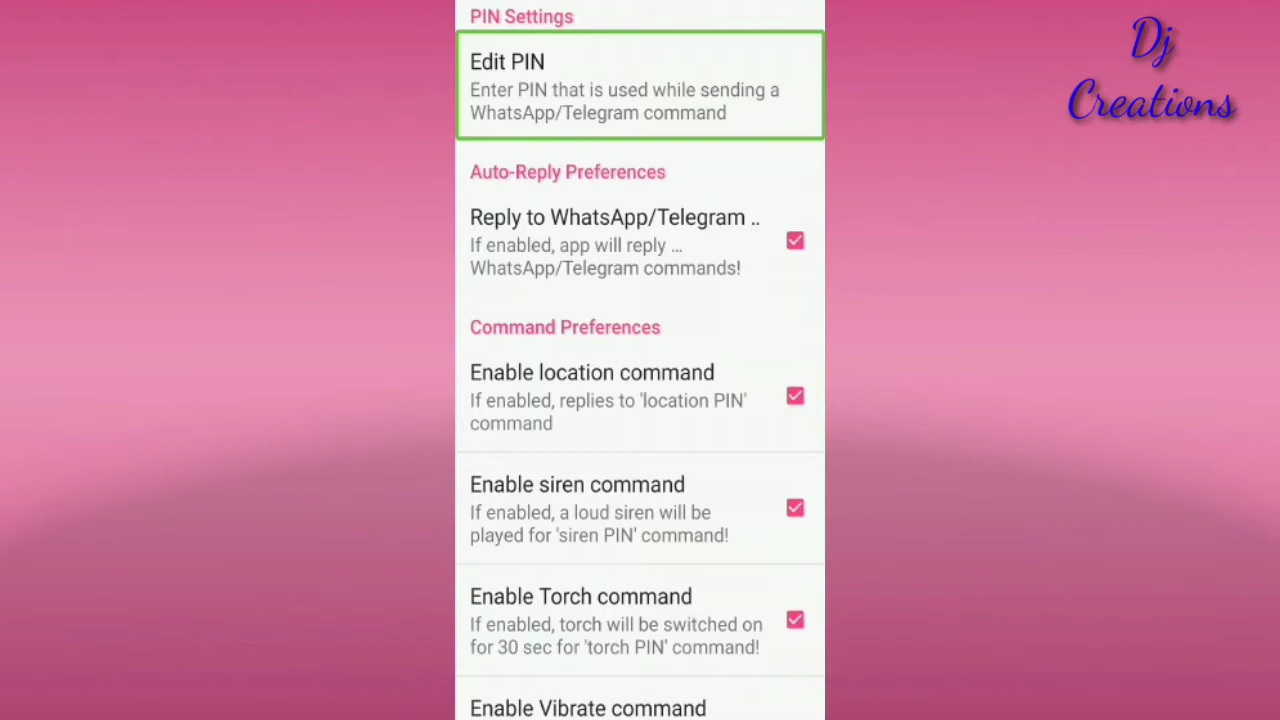 PIN Settings
Edit PIN
Enter PIN that is used while sending a
WhatsApp/Telegram command
Auto-Reply Preferences
Reply to WhatsApp/Telegram ..
If enabled, app will reply ...
WhatsApp/Telegram commands!
Command Preferences
Enable location command
If enabled, replies to 'location PIN'
command
Enable siren command
If enabled, a loud siren will be
played for 'siren PIN' command!
Enable Torch command
If enabled, torch will be switched on
for 30 sec for 'torch PIN' command!
Enable Vibrate command
Dj
Creations